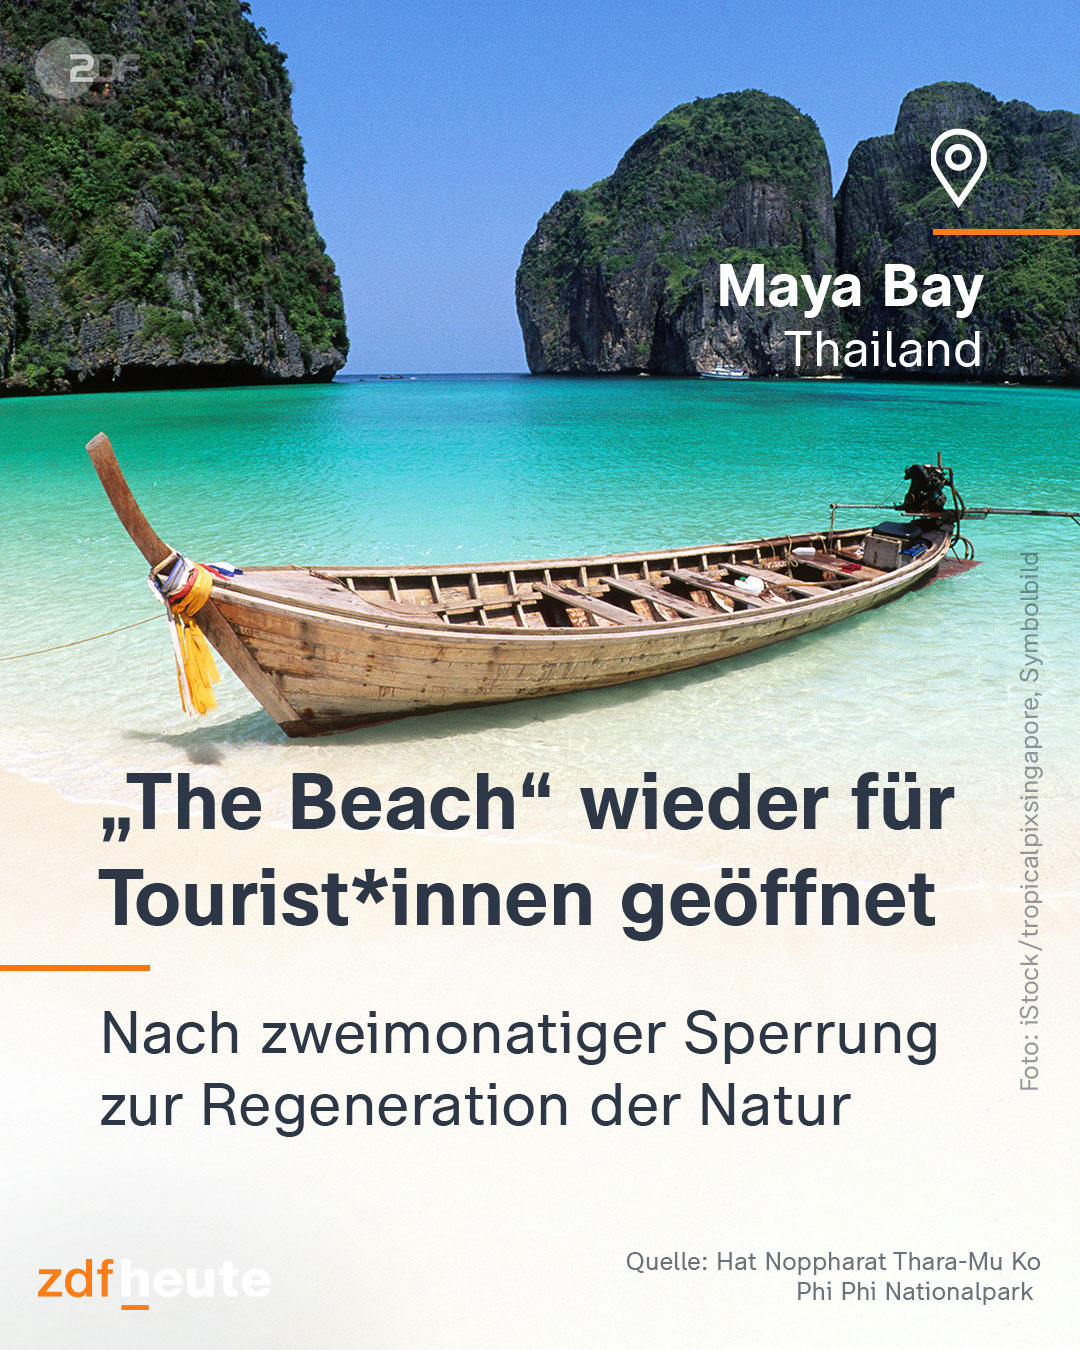 ZDF
Maya Bay
Thailand
„The Beach“ wieder für
Tourist*innen geöffnet
Nach zweimonatiger Sperrung
zur Regeneration der Natur
Foto: iStock/tropicalpixsingapore, Symbolbild
zdfheute
Quelle: Hat Noppharat Thara-Mu Ko
Phi Phi Nationalpark